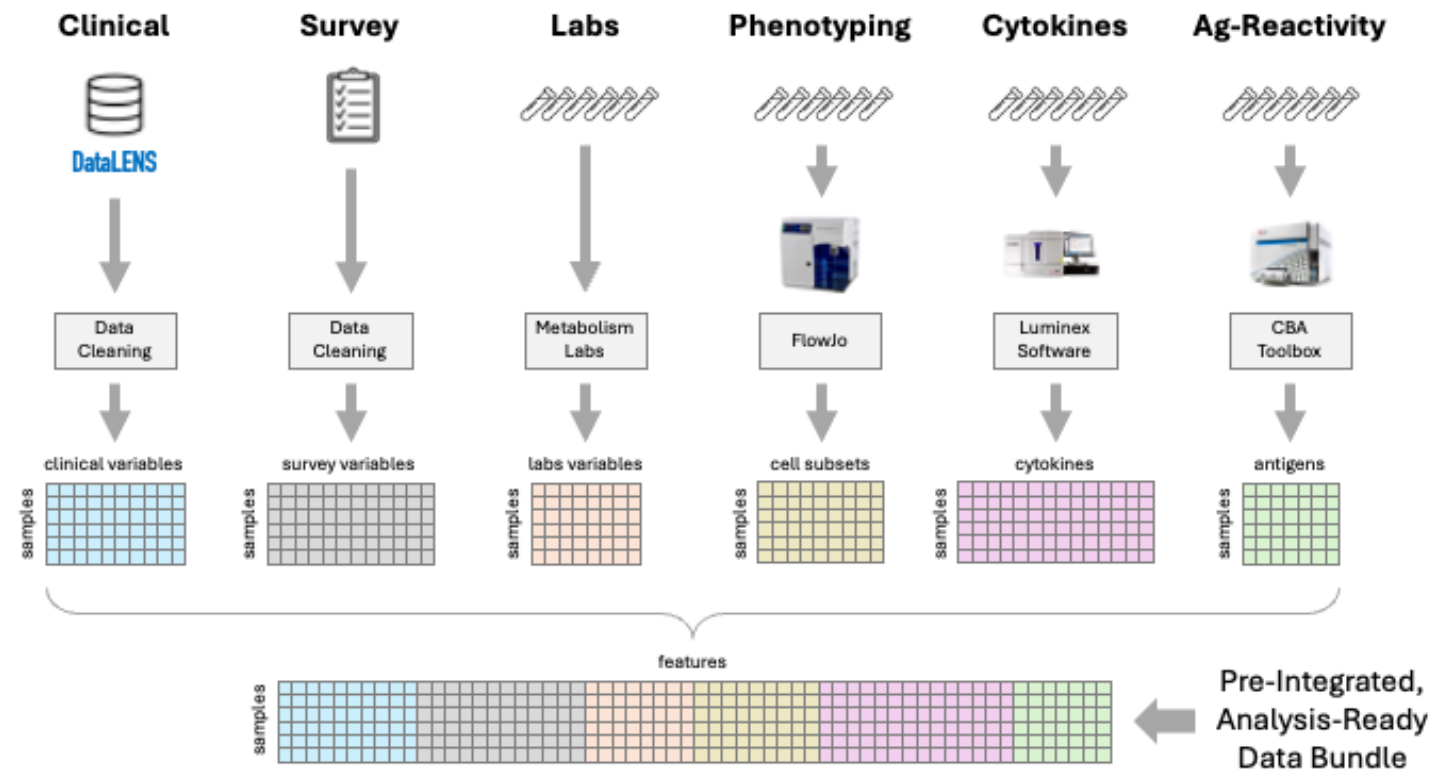 Clinical
Survey
Labs
Phenotyping
Cytokines
Ag-Reactivity
DataLENS
Data
Cleaning
Data
Cleaning
Metabolism
Labs
FlowJo
Luminex
Software
CBA
Toolbox
clinical variables
survey variables
labs variables
cell subsets
cytokines
antigens
samples
samples
samples
samples
samples
samples
features
samples
Pre-Integrated,
Analysis-Ready
Data Bundle